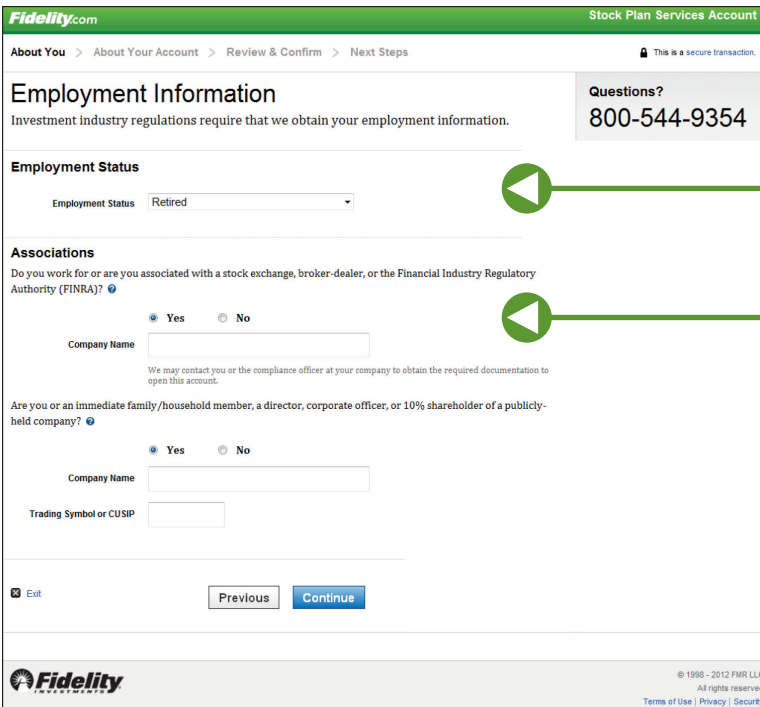 Fidelity.com
Stock Plan Services Account
About You > About Your Account > Review & Confirm > Next Steps
This is a secure transaction.
Employment Information
Investment industry regulations require that we obtain your employment information.
Questions?
800-544-9354
Employment Status
Employment Status Retired
Associations
Do you work for or are you associated with a stock exchange, broker-dealer, or the Financial Industry Regulatory
Authority (FINRA)? ?
Yes No
Company Name
We may contact you or the compliance officer at your company to obtain the required documentation to
open this account.
Are you or an immediate family/household member, a director, corporate officer, or 10% shareholder of a publicly-
held company? ?
Yes No
Company Name
Trading Symbol or CUSIP
Exit
Previous Continue
Fidelity
INVESTMENTS
© 1998 - 2012 FMR LLC
All rights reserved
Terms of Use | Privacy | Security